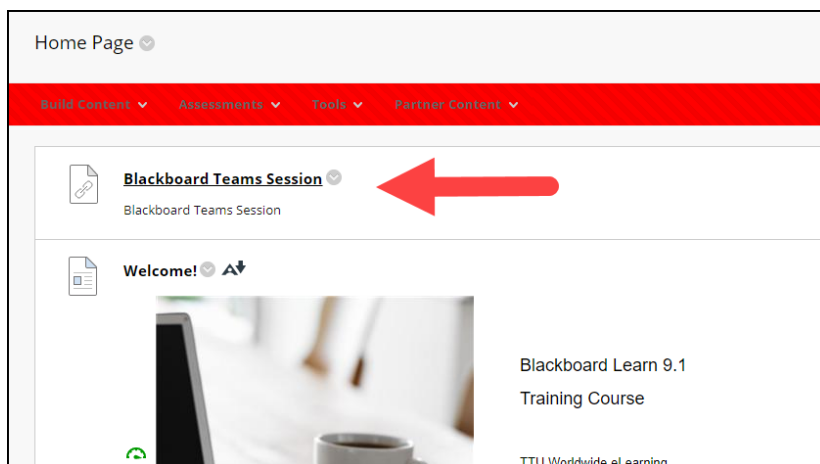 Home Page
Build Content Assessments Tools Partner Content
Blackboard Teams Session
Blackboard Teams Session
Welcome!
Blackboard Learn 9.1
Training Course
TTU Worldwide eLearning